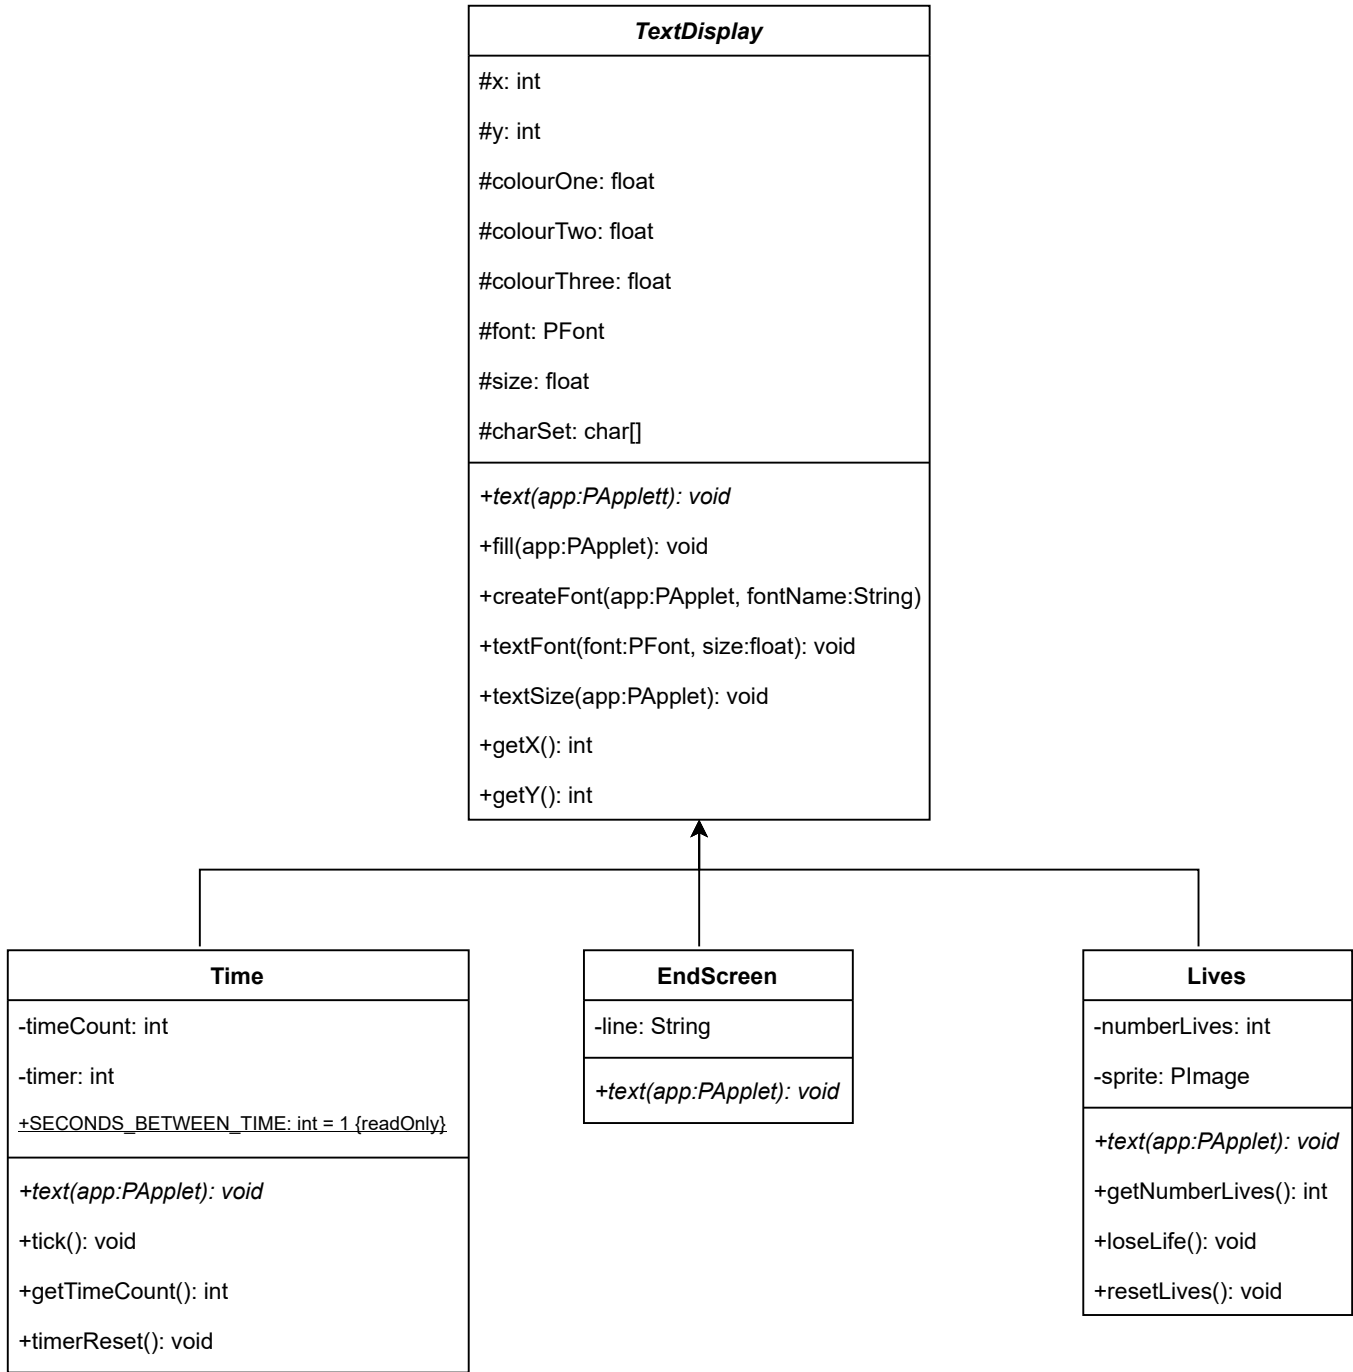 TextDisplay
#x: int
#y: int
#colourOne: float
#colourTwo: float
#colourThree: float
#font: PFont
#size: float
#charSet: char[]
+text(app:PApplett): void
+fill(app:PApplet): void
+createFont(app:PApplet, fontName:String)
+textFont(font:PFont, size:float): void
+textSize(app:PApplet): void
+getX(): int
+getY(): int
Time
-timeCount: int
-timer: int
+SECONDS_BETWEEN_TIME: int = 1 {readOnly}
+text(app:PApplet): void
+tick(): void
+getTimeCount(): int
+timerReset(): void
EndScreen
-line: String
+text(app:PApplet): void
Lives
-numberLives: int
-sprite: PImage
+text(app:PApplet): void
+getNumberLives(): int
+loseLife(): void
+resetLives(): void